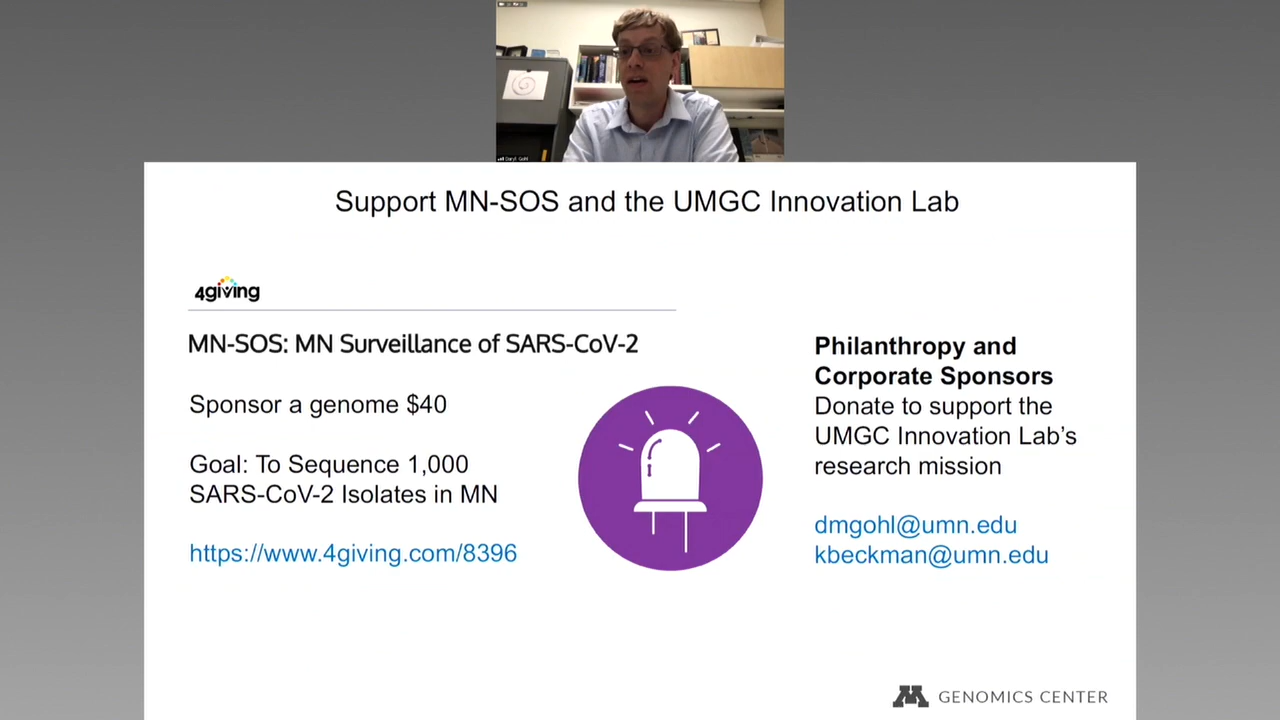 Daryl Gohl
Support MN-SOS and the UMGC Innovation Lab
4giving
MN-SOS: MN Surveillance of SARS-CoV-2
Sponsor a genome $40
Goal: To Sequence 1,000
SARS-CoV-2 Isolates in MN
https://www.4giving.com/8396
Philanthropy and
Corporate Sponsors
Donate to support the
UMGC Innovation Lab's
research mission
dmgohl@umn.edu
kbeckman@umn.edu
M GENOMICS CENTER